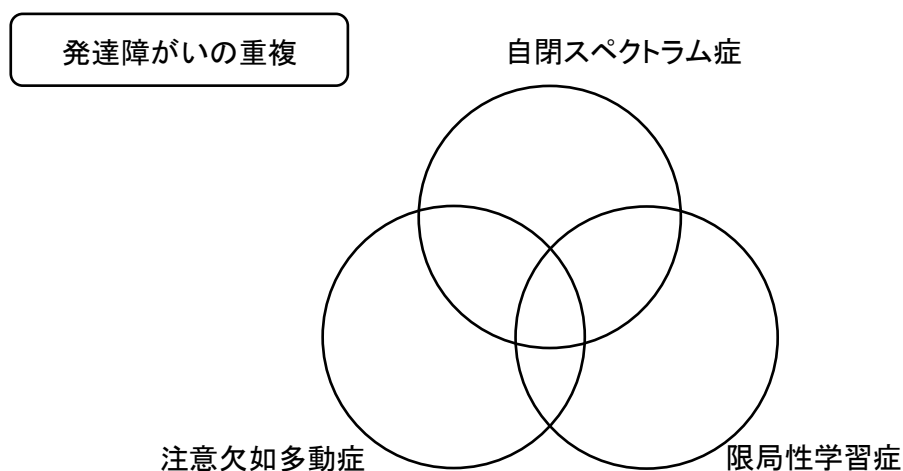 発達障がいの重複
自閉スペクトラム症
注意欠如多動症
限局性学習症